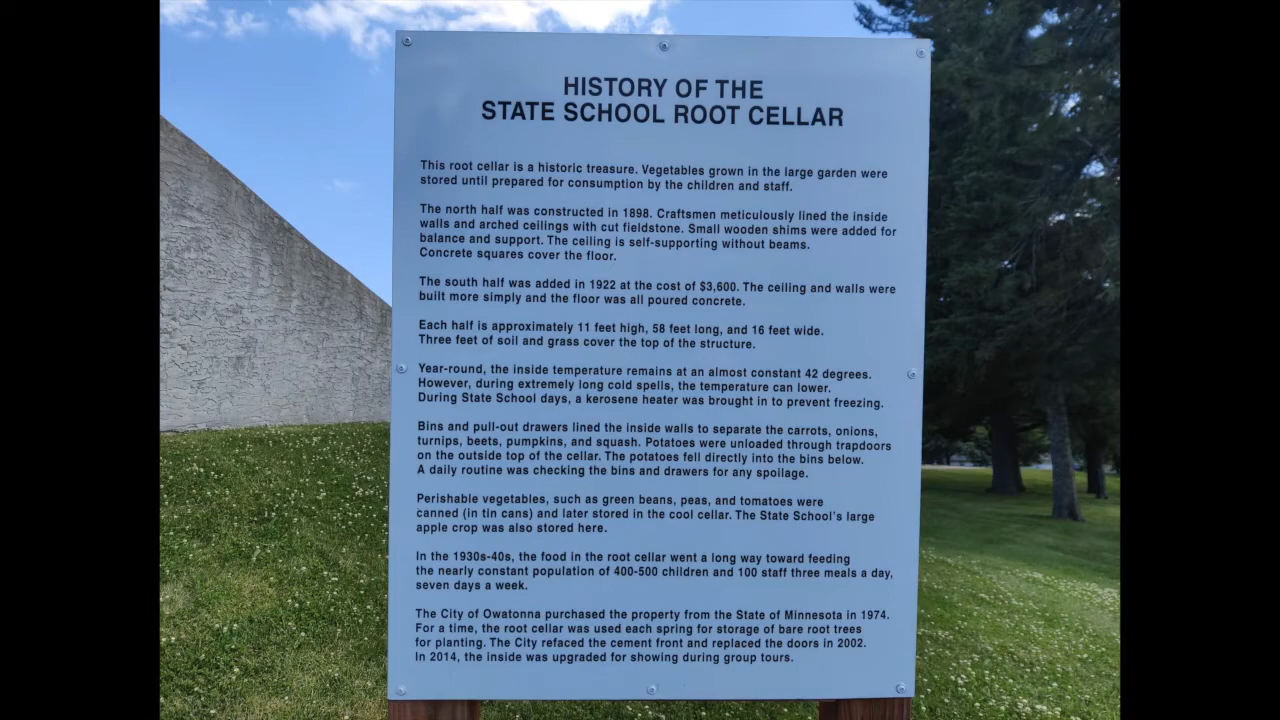 HISTORY OF THE
STATE SCHOOL ROOT CELLAR
This root cellar is a historic treasure. Vegetables grown in the large garden were
stored until prepared for consumption by the children and staff.
The north half was constructed in 1898. Craftsmen meticulously lined the inside
walls and arched ceilings with cut fieldstone. Small wooden shims were added for
balance and support. The ceiling is self-supporting without beams.
Concrete squares cover the floor.
The south half was added in 1922 at the cost of $3,600. The ceiling and walls were
built more simply and the floor was all poured concrete.
Each half is approximately 11 feet high, 58 feet long, and 16 feet wide.
Three feet of soil and grass cover the top of the structure.
Year-round, the inside temperature remains at an almost constant 42 degrees.
However, during extremely long cold spells, the temperature can lower.
During State School days, a kerosene heater was brought in to prevent freezing.
Bins and pull-out drawers lined the inside walls to separate the carrots, onions,
turnips, beets, pumpkins, and squash. Potatoes were unloaded through trapdoors
on the outside top of the cellar. The potatoes fell directly into the bins below.
A daily routine was checking the bins and drawers for any spoilage.
Perishable vegetables, such as green beans, peas, and tomatoes were
canned (in tin cans) and later stored in the cool cellar. The State School's large
apple crop was also stored here.
In the 1930s-40s, the food in the root cellar went a long way toward feeding
the nearly constant population of 400-500 children and 100 staff three meals a day,
seven days a week.
The City of Owatonna purchased the property from the State of Minnesota in 1974.
For a time, the root cellar was used each spring for storage of bare root trees
for planting. The City refaced the cement front and replaced the doors in 2002.
In 2014, the inside was upgraded for showing during group tours.